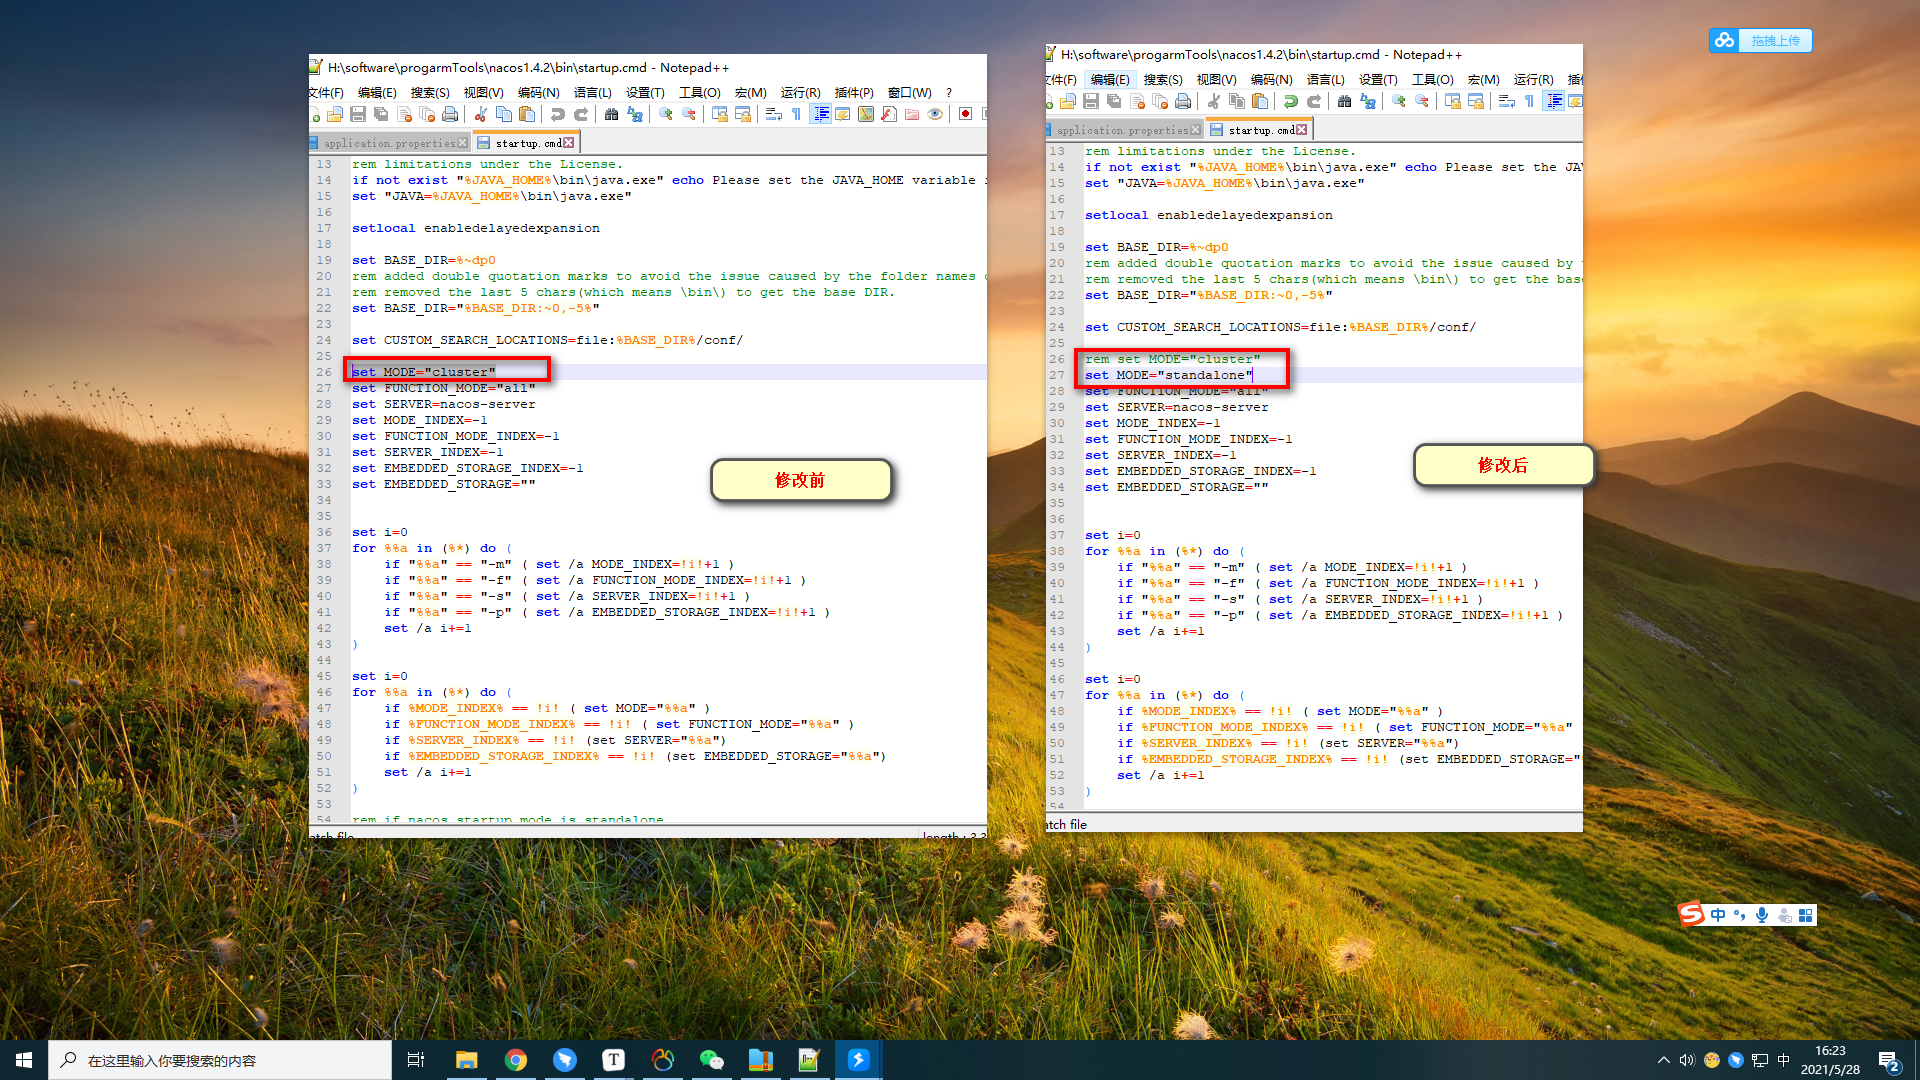 拖拽上传
H:\software\progarmTools\nacos1.4.2\bin\startup.cmd - Notepad++
文件(F) 编辑(E) 搜索(S) 视图(V) 编码(N) 语言(L) 设置(T) 工具(O) 宏(M) 运行(R) 插件(P) 窗口(W) ?
application.properties startup.cmd
13 rem limitations under the License.
14 if not exist "%JAVA_HOME%\bin\java.exe" echo Please set the JAVA_HOME variable
15 set "JAVA=%JAVA_HOME%\bin\java.exe"
16
17 setlocal enabledelayedexpansion
18
19 set BASE_DIR=%~dp0
20 rem added double quotation marks to avoid the issue caused by the folder names
21 rem removed the last 5 chars(which means \bin\) to get the base DIR.
22 set BASE_DIR="%BASE_DIR:~0,-5%"
23
24 set CUSTOM_SEARCH_LOCATIONS=file:%BASE_DIR%/conf/
25
26 set MODE="cluster"
27 set FUNCTION_MODE="all"
28 set SERVER=nacos-server
29 set MODE_INDEX=-1
30 set FUNCTION_MODE_INDEX=-1
31 set SERVER_INDEX=-1
32 set EMBEDDED_STORAGE_INDEX=-1
33 set EMBEDDED_STORAGE=""
34
35
36 set i=0
37 for %%a in (%*) do (
38 if "%%a" == "-m" ( set /a MODE_INDEX=!i!+1 )
39 if "%%a" == "-f" ( set /a FUNCTION_MODE_INDEX=!i!+1 )
40 if "%%a" == "-s" ( set /a SERVER_INDEX=!i!+1 )
41 if "%%a" == "-p" ( set /a EMBEDDED_STORAGE_INDEX=!i!+1 )
42 set /a i+=1
43 )
44
45 set i=0
46 for %%a in (%*) do (
47 if %MODE_INDEX% == !i! ( set MODE="%%a" )
48 if %FUNCTION_MODE_INDEX% == !i! ( set FUNCTION_MODE="%%a" )
49 if %SERVER_INDEX% == !i! (set SERVER="%%a")
50 if %EMBEDDED_STORAGE_INDEX% == !i! (set EMBEDDED_STORAGE="%%a")
51 set /a i+=1
52 )
53
54 rem if nacos startup mode is standalone
atch file length : 3,3
修改前
H:\software\progarmTools\nacos1.4.2\bin\startup.cmd - Notepad++
文件(F) 编辑(E) 搜索(S) 视图(V) 编码(N) 语言(L) 设置(T) 工具(O) 宏(M) 运行(R) 插
application.properties startup.cmd
13 rem limitations under the License.
14 if not exist "%JAVA_HOME%\bin\java.exe" echo Please set the JAV
15 set "JAVA=%JAVA_HOME%\bin\java.exe"
16
17 setlocal enabledelayedexpansion
18
19 set BASE_DIR=%~dp0
20 rem added double quotation marks to avoid the issue caused by
21 rem removed the last 5 chars(which means \bin\) to get the base
22 set BASE_DIR="%BASE_DIR:~0,-5%"
23
24 set CUSTOM_SEARCH_LOCATIONS=file:%BASE_DIR%/conf/
25
26 rem set MODE="cluster"
27 set MODE="standalone"
28 set FUNCTION_MODE="all"
29 set SERVER=nacos-server
30 set MODE_INDEX=-1
31 set FUNCTION_MODE_INDEX=-1
32 set SERVER_INDEX=-1
33 set EMBEDDED_STORAGE_INDEX=-1
34 set EMBEDDED_STORAGE=""
35
36
37 set i=0
38 for %%a in (%*) do (
39 if "%%a" == "-m" ( set /a MODE_INDEX=!i!+1 )
40 if "%%a" == "-f" ( set /a FUNCTION_MODE_INDEX=!i!+1 )
41 if "%%a" == "-s" ( set /a SERVER_INDEX=!i!+1 )
42 if "%%a" == "-p" ( set /a EMBEDDED_STORAGE_INDEX=!i!+1 )
43 set /a i+=1
44 )
45
46 set i=0
47 for %%a in (%*) do (
48 if %MODE_INDEX% == !i! ( set MODE="%%a" )
49 if %FUNCTION_MODE_INDEX% == !i! ( set FUNCTION_MODE="%%a"
50 if %SERVER_INDEX% == !i! (set SERVER="%%a")
51 if %EMBEDDED_STORAGE_INDEX% == !i! (set EMBEDDED_STORAGE="
52 set /a i+=1
53 )
54
atch file
修改后
中
在这里输入你要搜索的内容
中
16:23
2021/5/28
2